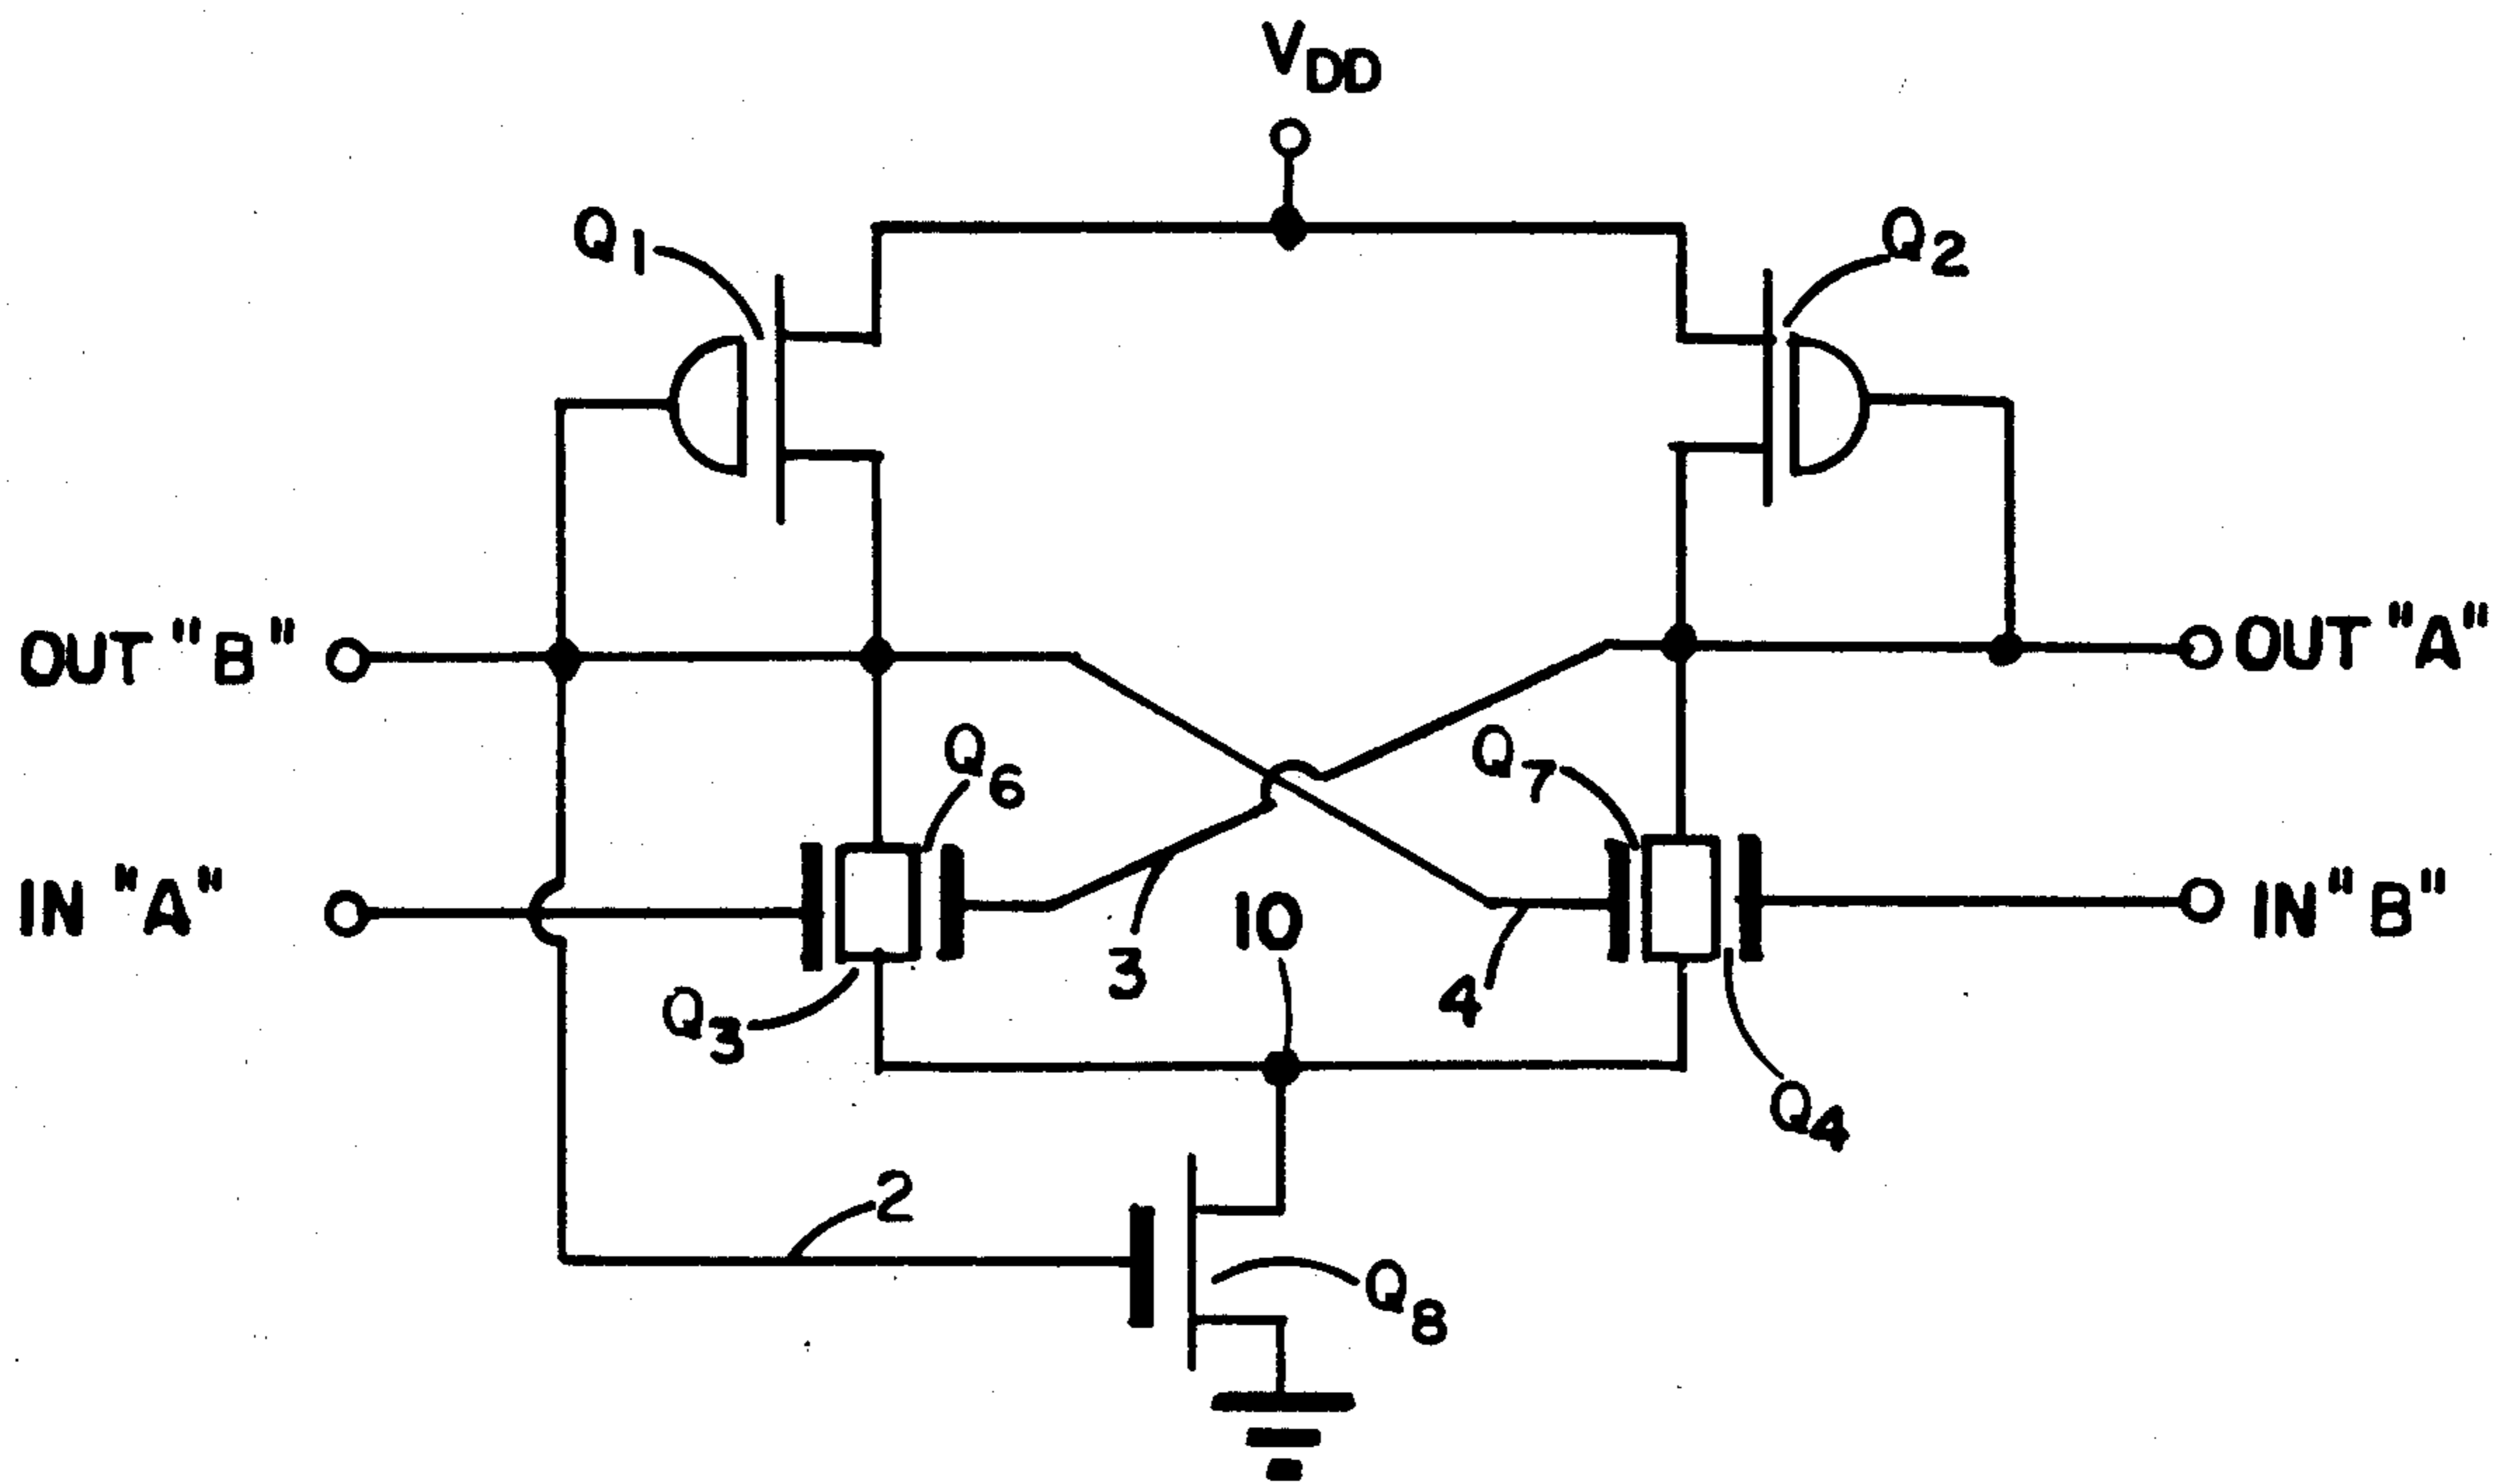 VDD
Q1
Q2
OUT "B"
OUT "A"
Q6
Q7
IN "A"
10
IN "B"
3
4
Q3
Q4
2
Q8